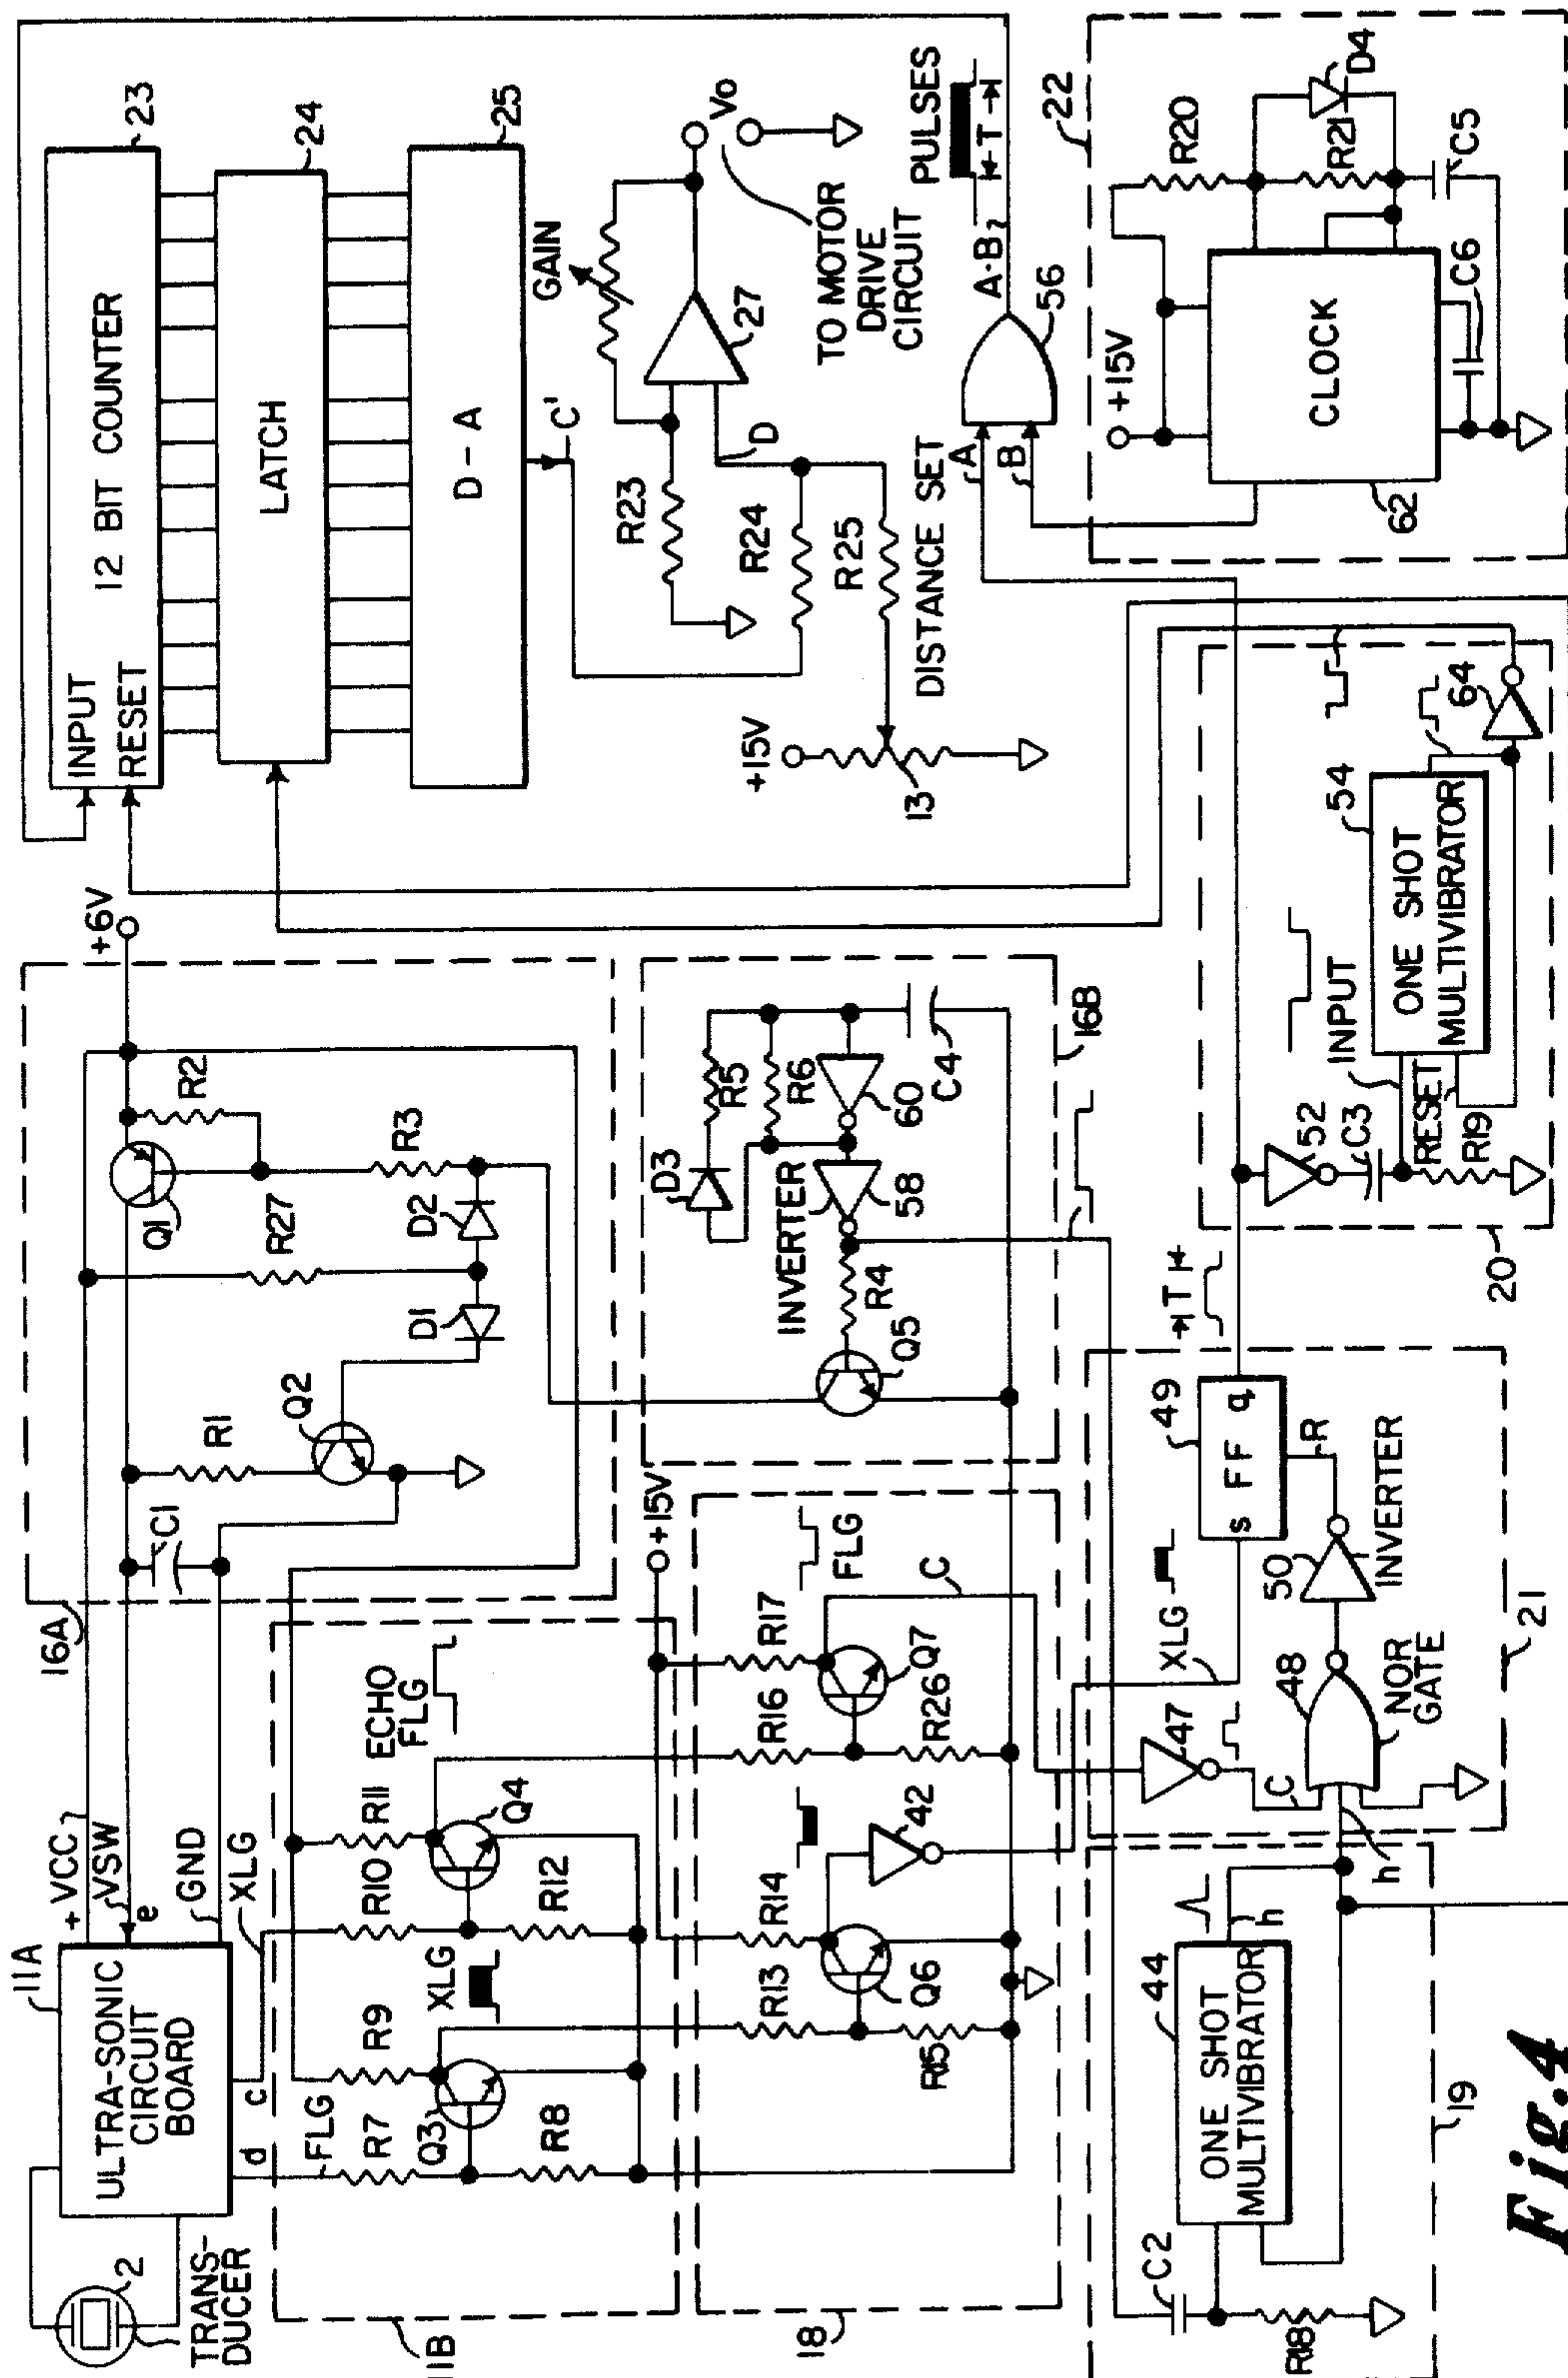 11A
ULTRA-SONIC
CIRCUIT
BOARD
2
TRANS-
DUCER
+ VCC
VSW
e
GND
XLG
c
d
FLG
16A
C1
R1
Q2
D1
R27
D2
Q1
R2
R3
+6V
R7
Q3
R8
R9
XLG
R10
R11
R12
Q4
ECHO
FLG
11B
+15V
R13
R14
R15
Q6
42
R16
R17
R26
Q7
FLG
C
18
D3
R5
R6
INVERTER
60
58
C4
R4
Q5
16B
C2
R18
44
ONE SHOT
MULTIVIBRATOR
h
h
19
47
C
48
NOR
GATE
XLG
50
INVERTER
49
s FF q
R
21
T
20
52
C3
INPUT
RESET
R19
54
ONE SHOT
MULTIVIBRATOR
64
INPUT
RESET
12 BIT COUNTER
23
LATCH
24
D-A
25
C'
GAIN
R23
27
D
R24
R25
Vo
TO MOTOR
DRIVE
CIRCUIT
+15V
13
DISTANCE SET
A
B
56
A·B
PULSES
T
22
+15V
CLOCK
62
R20
R21
D4
C5
C6
Fig.4